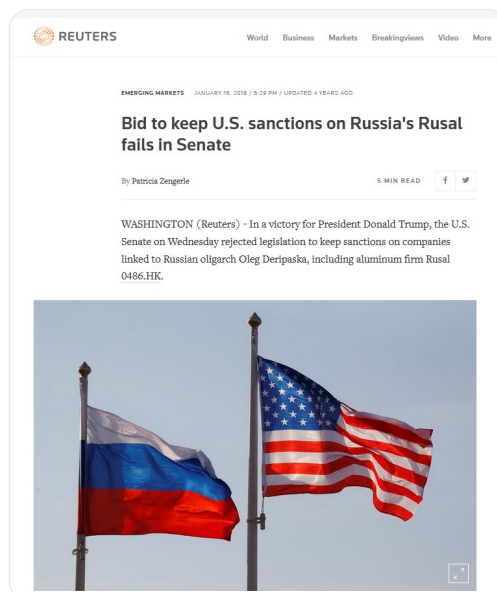 REUTERS
World Business Markets Breakingviews Video More
EMERGING MARKETS JANUARY 16, 2019 / 8:29 PM / UPDATED 4 YEARS AGO
Bid to keep U.S. sanctions on Russia's Rusal
fails in Senate
By Patricia Zengerle
5 MIN READ
WASHINGTON (Reuters) - In a victory for President Donald Trump, the U.S.
Senate on Wednesday rejected legislation to keep sanctions on companies
linked to Russian oligarch Oleg Deripaska, including aluminum firm Rusal
0486.HK.